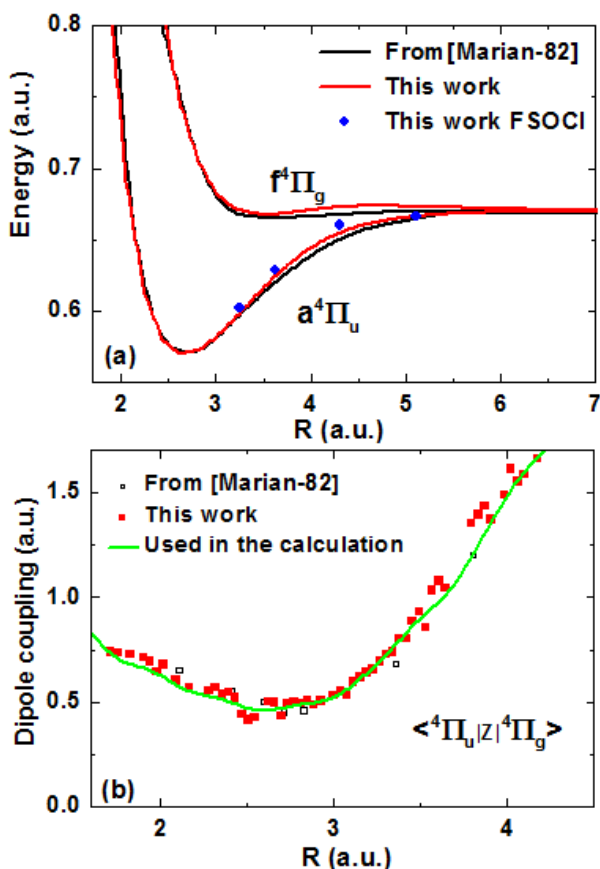 0.8
From [Marian-82]
This work
This work FSOCI
0.7
Energy (a.u.)
f⁴Πg
0.6
a⁴Πu
(a)
2 3 4 5 6 7
R (a.u.)
From [Marian-82]
1.5
This work
Used in the calculation
1.0
Dipole coupling (a.u.)
0.5
<⁴Πu|Z|⁴Πg>
0.0
(b)
2 3 4
R (a.u.)